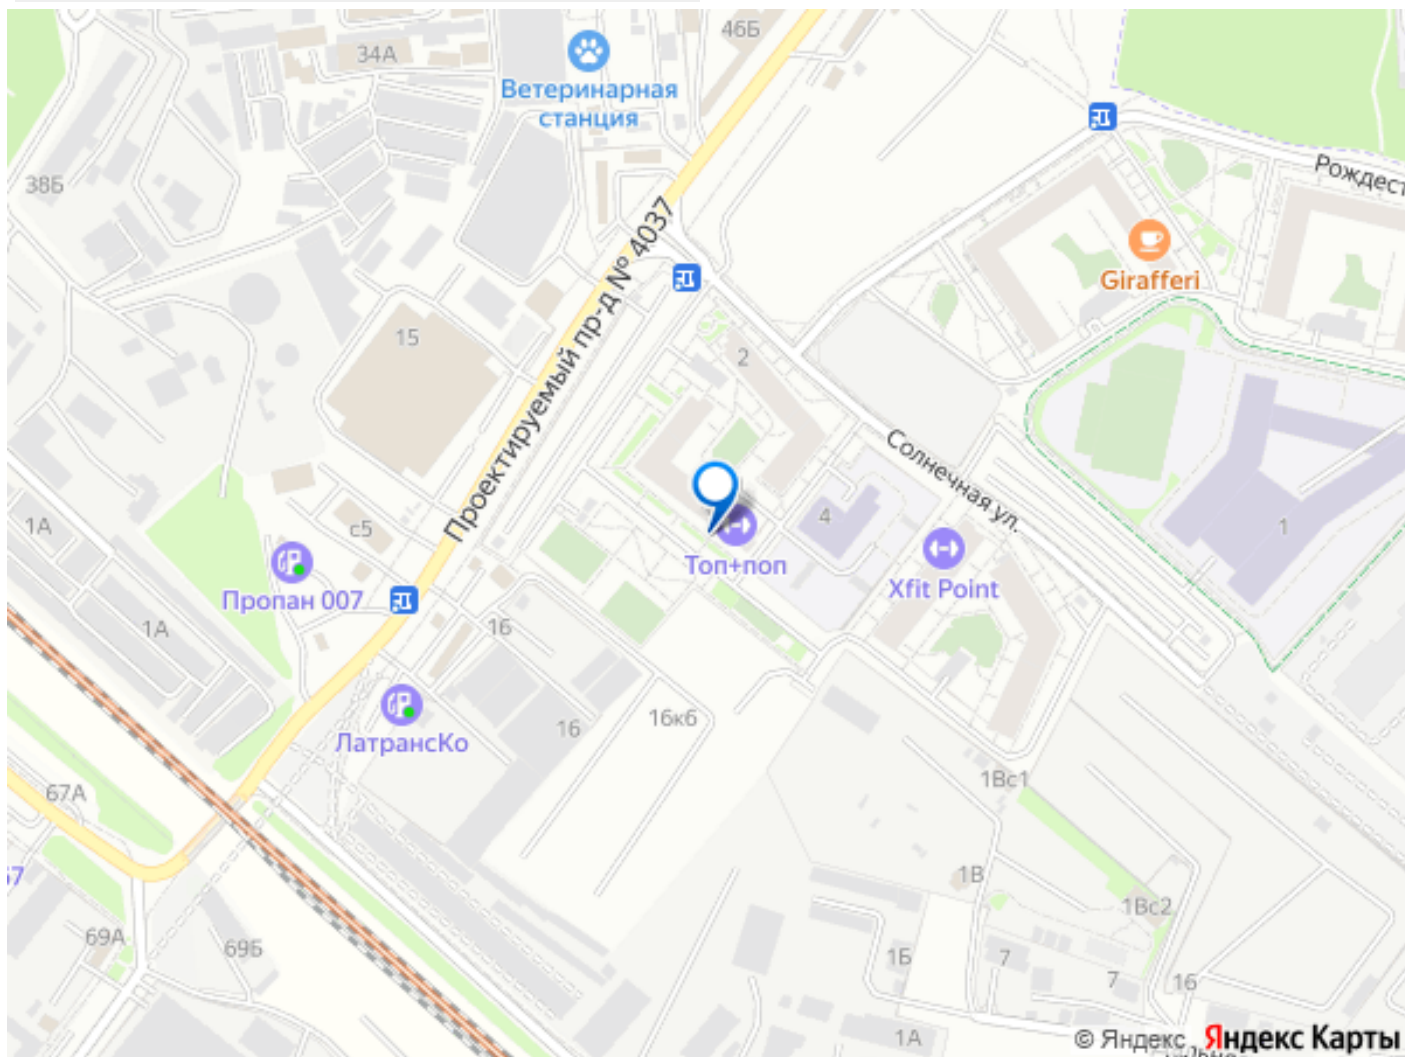 46Б
34А
Ветеринарная
станция
38Б
Рождест
Проектируемый пр-д № 4037
Girafferi
15
2
Солнечная ул.
1А
с5
4
1
Топ+поп
Xfit Point
Пропан 007
1А
16
16
16к6
ЛатрансКо
67А
1Вс1
57
1В
1Вс2
69А
69Б
1Б
7
7
16
1А
© Яндекс Яндекс Карты